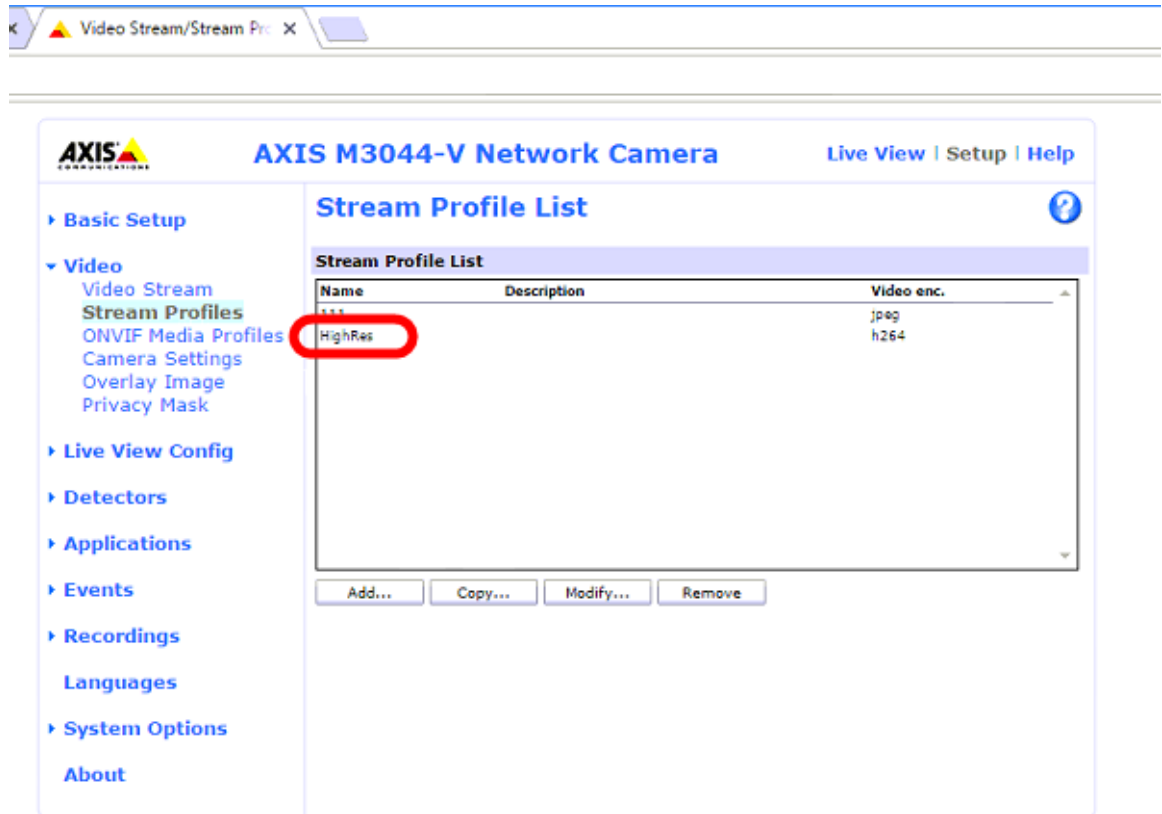 Video Stream/Stream Pr
AXIS
COMMUNICATIONS
AXIS M3044-V Network Camera
Live View | Setup | Help
Basic Setup
Video
Video Stream
Stream Profiles
ONVIF Media Profiles
Camera Settings
Overlay Image
Privacy Mask
Live View Config
Detectors
Applications
Events
Recordings
Languages
System Options
About
Stream Profile List
Stream Profile List
Name Description Video enc.
111 jpeg
HighRes h264
Add... Copy... Modify... Remove